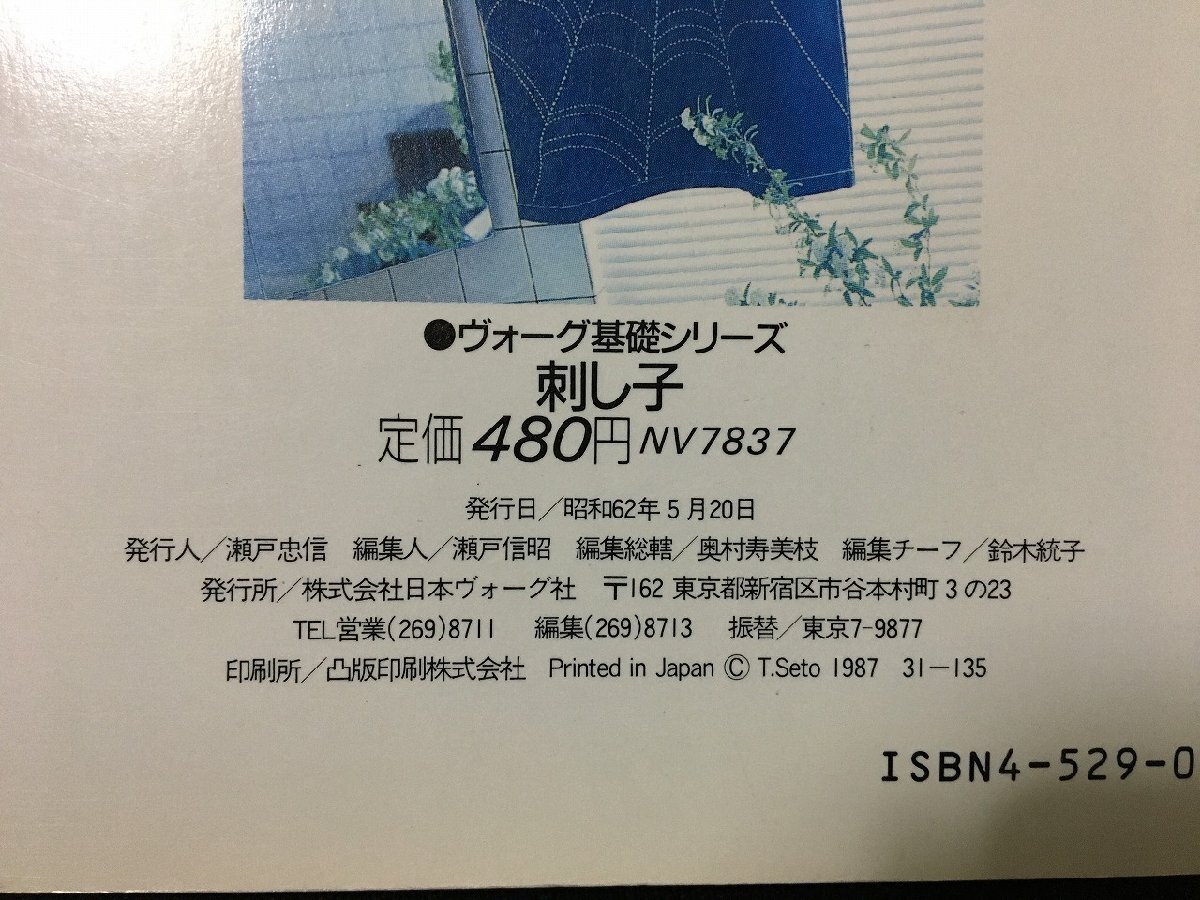 ●ヴォーグ基礎シリーズ
刺し子
定価480円NV7837
発行日／昭和62年5月20日
発行人／瀬戸忠信 編集人／瀬戸信昭 編集総轄／奥村寿美枝 編集チーフ／鈴木統子
発行所／株式会社日本ヴォーグ社 〒162 東京都新宿区市谷本村町3の23
TEL営業(269)8711 編集(269)8713 振替／東京7-9877
印刷所／凸版印刷株式会社 Printed in Japan © T.Seto 1987 31-135
ISBN4-529-0